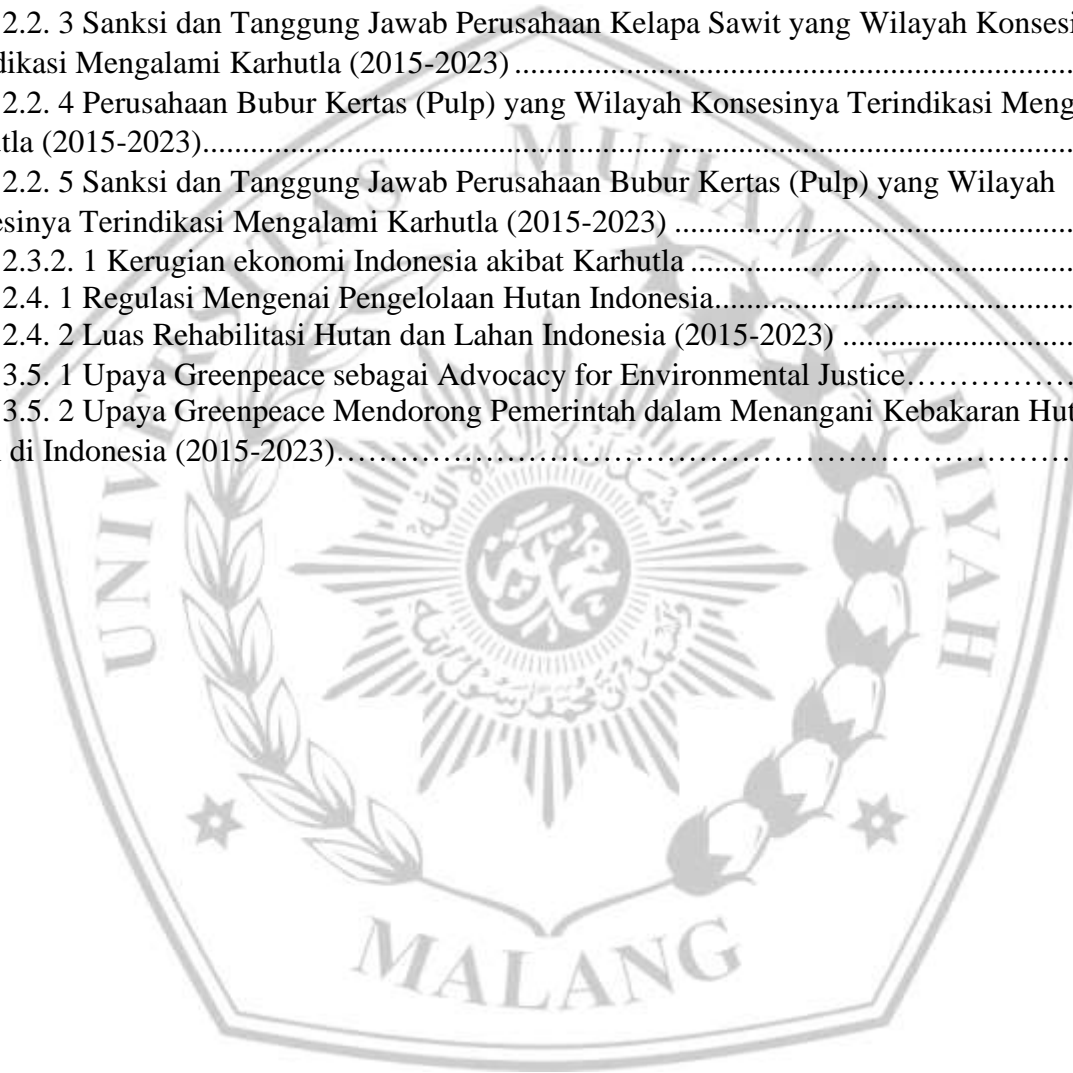 2.2. 3 Sanksi dan Tanggung Jawab Perusahaan Kelapa Sawit yang Wilayah Konsesi
dikasi Mengalami Karhutla (2015-2023)
2.2. 4 Perusahaan Bubur Kertas (Pulp) yang Wilayah Konsesinya Terindikasi Meng
tla (2015-2023)
2.2. 5 Sanksi dan Tanggung Jawab Perusahaan Bubur Kertas (Pulp) yang Wilayah
esinya Terindikasi Mengalami Karhutla (2015-2023)
2.3.2. 1 Kerugian ekonomi Indonesia akibat Karhutla
2.4. 1 Regulasi Mengenai Pengelolaan Hutan Indonesia
2.4. 2 Luas Rehabilitasi Hutan dan Lahan Indonesia (2015-2023)
3.5. 1 Upaya Greenpeace sebagai Advocacy for Environmental Justice
3.5. 2 Upaya Greenpeace Mendorong Pemerintah dalam Menangani Kebakaran Hut
di Indonesia (2015-2023)
UNIVERSITAS MUHAMMADIYAH
MALANG